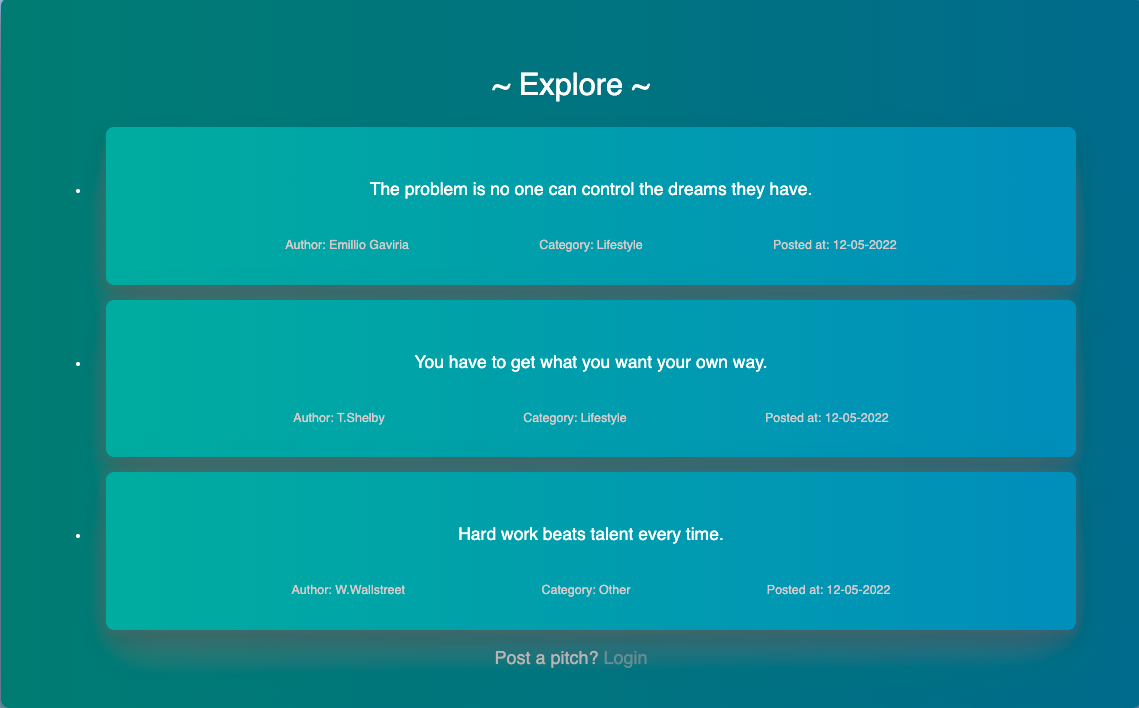 ~ Explore ~
The problem is no one can control the dreams they have.
Author: Emillio Gaviria Category: Lifestyle Posted at: 12-05-2022
You have to get what you want your own way.
Author: T.Shelby Category: Lifestyle Posted at: 12-05-2022
Hard work beats talent every time.
Author: W.Wallstreet Category: Other Posted at: 12-05-2022
Post a pitch? Login